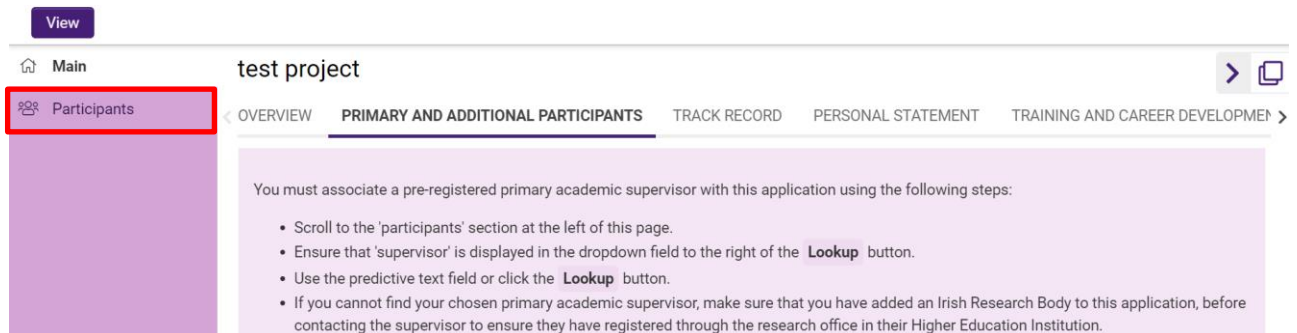 View
Main
Participants
test project
OVERVIEW PRIMARY AND ADDITIONAL PARTICIPANTS TRACK RECORD PERSONAL STATEMENT TRAINING AND CAREER DEVELOPMEN
You must associate a pre-registered primary academic supervisor with this application using the following steps:
• Scroll to the 'participants' section at the left of this page.
• Ensure that 'supervisor' is displayed in the dropdown field to the right of the Lookup button.
• Use the predictive text field or click the Lookup button.
• If you cannot find your chosen primary academic supervisor, make sure that you have added an Irish Research Body to this application, before
contacting the supervisor to ensure they have registered through the research office in their Higher Education Institution.